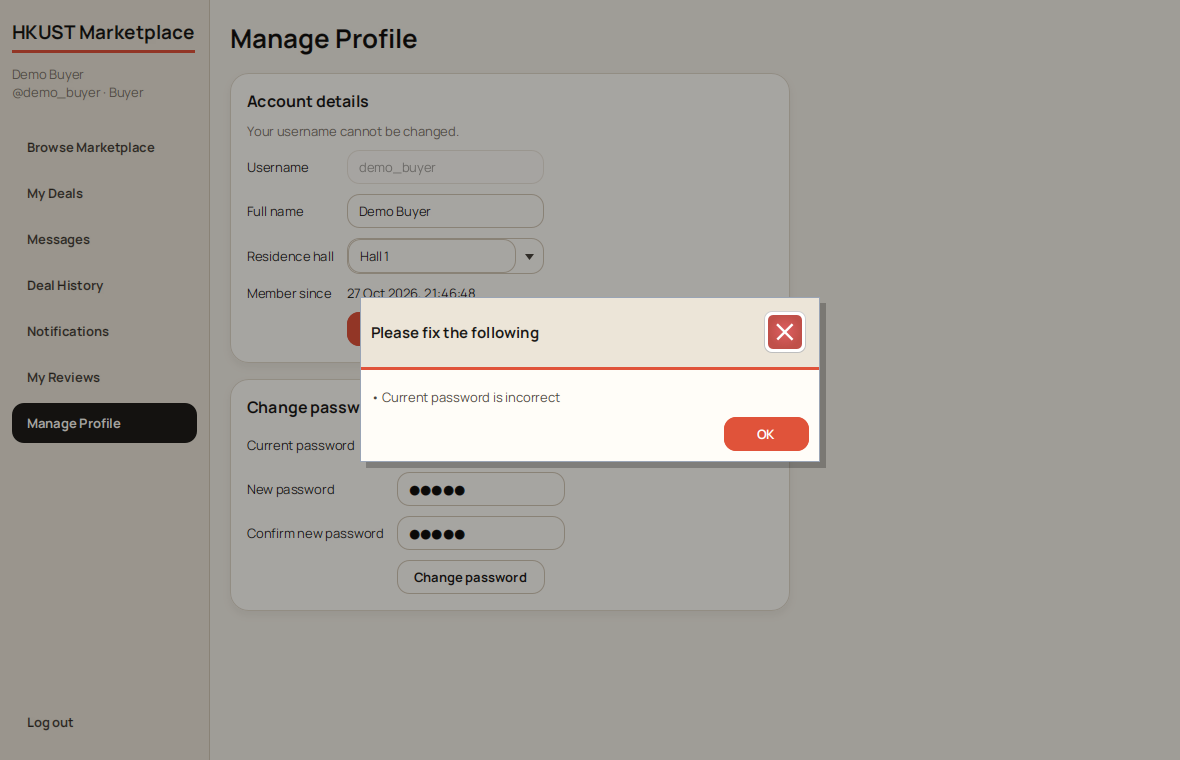 HKUST Marketplace
Demo Buyer
@demo_buyer · Buyer
Browse Marketplace
My Deals
Messages
Deal History
Notifications
My Reviews
Manage Profile
Log out
Manage Profile
Account details
Your username cannot be changed.
Username demo_buyer
Full name Demo Buyer
Residence hall Hall 1
Member since 27 Oct 2026, 21:46:48
Please fix the following
• Current password is incorrect
OK
Change passw
Current password
New password ●●●●●
Confirm new password ●●●●●
Change password